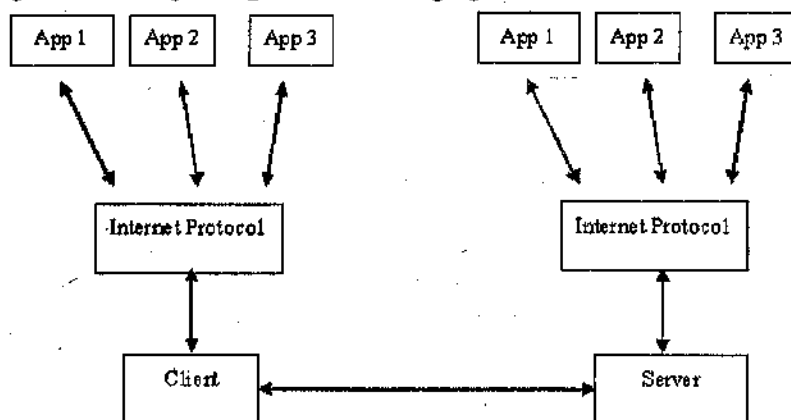 App 1 App 2 App 3 App 1 App 2 App 3
Internet Protocol Internet Protocol
Client Server